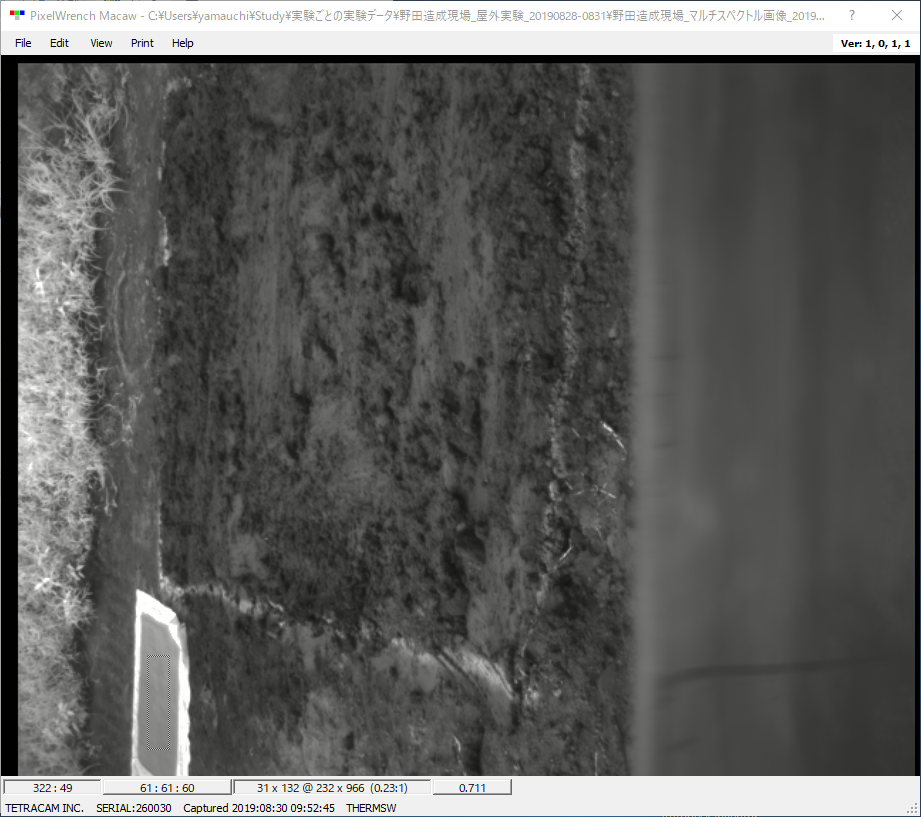 PixelWrench Macaw - C:¥Users¥yamauchi¥Study¥実験ごとの実験データ¥野田造成現場_屋外実験_20190828-0831¥野田造成現場_マルチスペクトル画像_2019...
File Edit View Print Help Ver: 1, 0, 1, 1
322 : 49 61 : 61 : 60 31 x 132 @ 232 x 966 (0.23:1) 0.711
TETRACAM INC. SERIAL:260030 Captured 2019:08:30 09:52:45 THERMSW